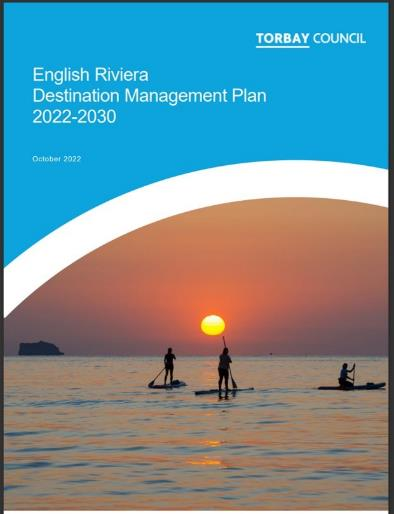 TORBAY COUNCIL
English Riviera
Destination Management Plan
2022-2030
October 2022